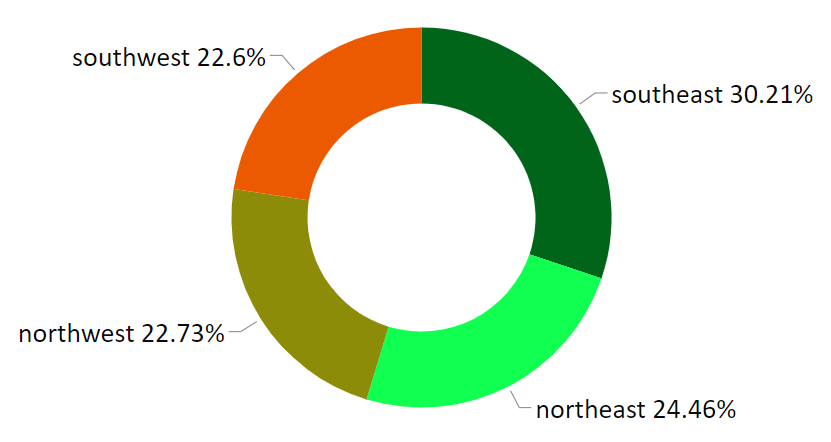 southwest 22.6%
southeast 30.21%
northwest 22.73%
northeast 24.46%